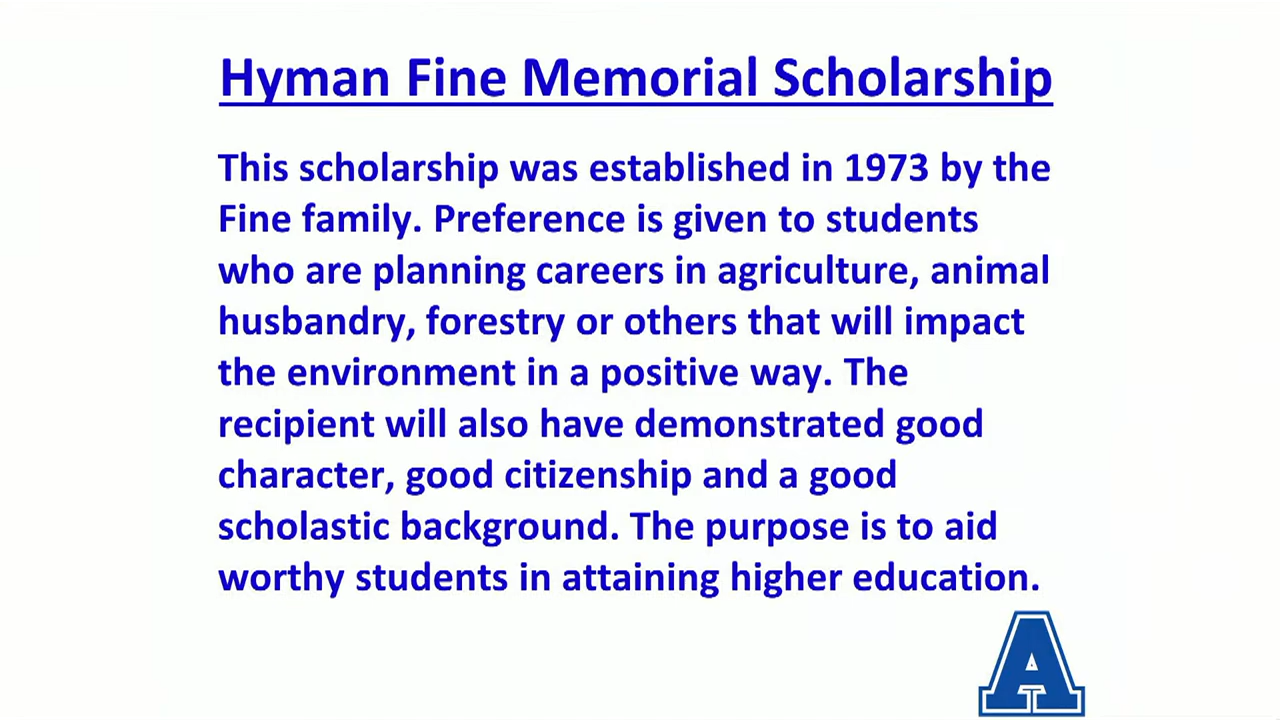 Hyman Fine Memorial Scholarship
This scholarship was established in 1973 by the
Fine family. Preference is given to students
who are planning careers in agriculture, animal
husbandry, forestry or others that will impact
the environment in a positive way. The
recipient will also have demonstrated good
character, good citizenship and a good
scholastic background. The purpose is to aid
worthy students in attaining higher education.
A